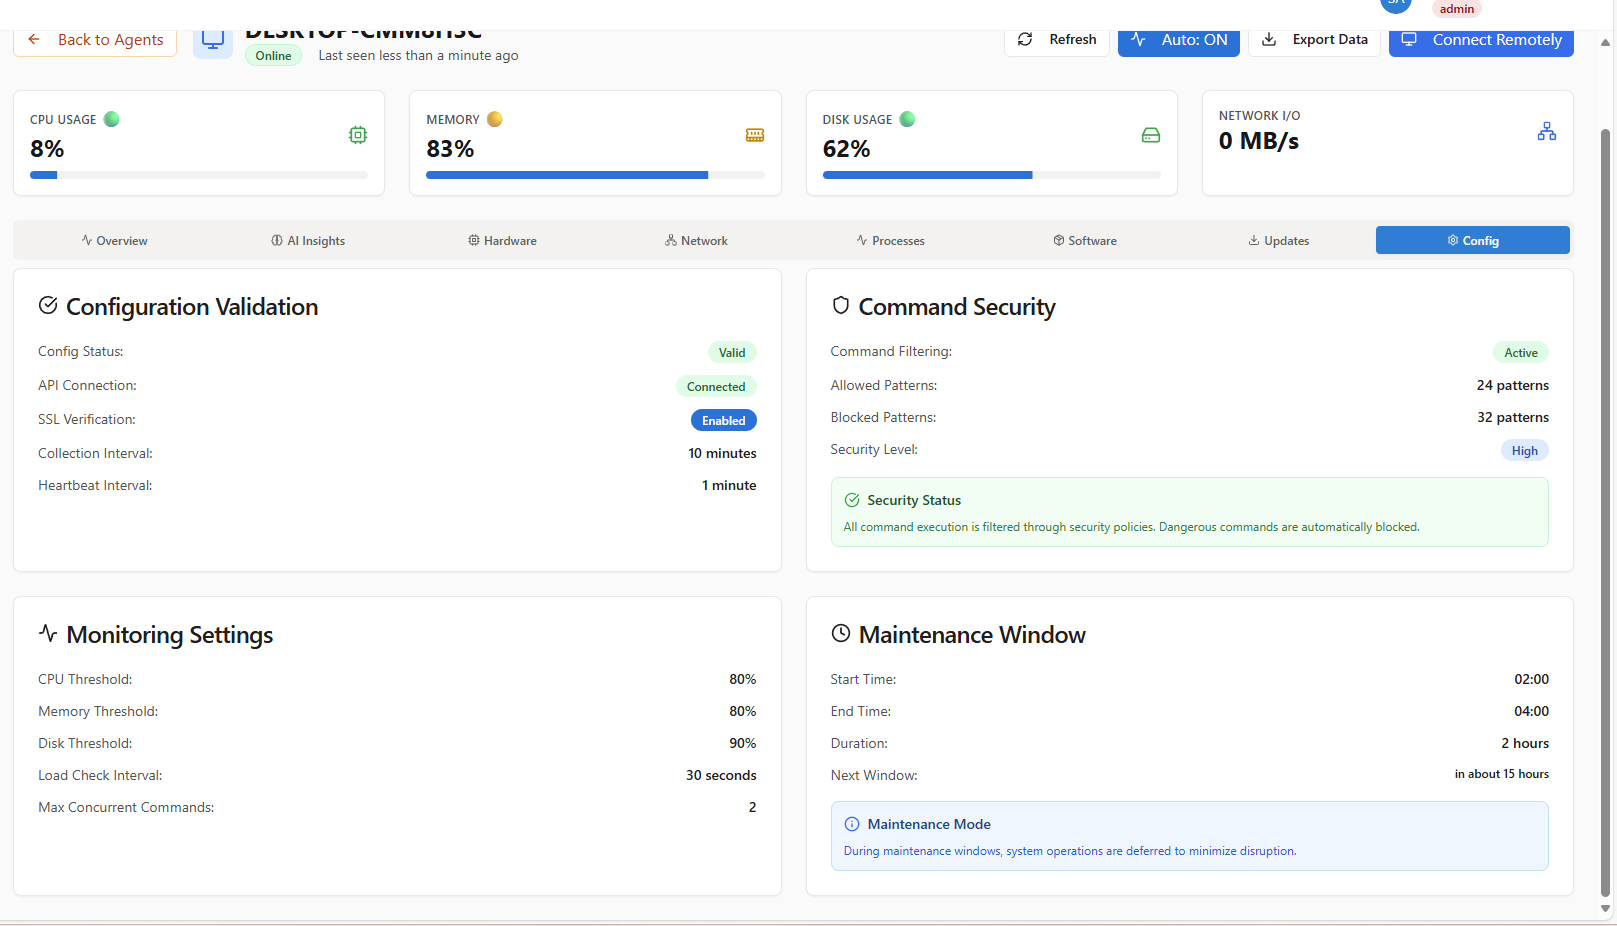 admin
Back to Agents
Online
Last seen less than a minute ago
Refresh
Auto: ON
Export Data
Connect Remotely
CPU USAGE
8%
MEMORY
83%
DISK USAGE
62%
NETWORK I/O
0 MB/s
Overview
AI Insights
Hardware
Network
Processes
Software
Updates
Config
Configuration Validation
Config Status: Valid
API Connection: Connected
SSL Verification: Enabled
Collection Interval: 10 minutes
Heartbeat Interval: 1 minute
Command Security
Command Filtering: Active
Allowed Patterns: 24 patterns
Blocked Patterns: 32 patterns
Security Level: High
Security Status
All command execution is filtered through security policies. Dangerous commands are automatically blocked.
Monitoring Settings
CPU Threshold: 80%
Memory Threshold: 80%
Disk Threshold: 90%
Load Check Interval: 30 seconds
Max Concurrent Commands: 2
Maintenance Window
Start Time: 02:00
End Time: 04:00
Duration: 2 hours
Next Window: in about 15 hours
Maintenance Mode
During maintenance windows, system operations are deferred to minimize disruption.